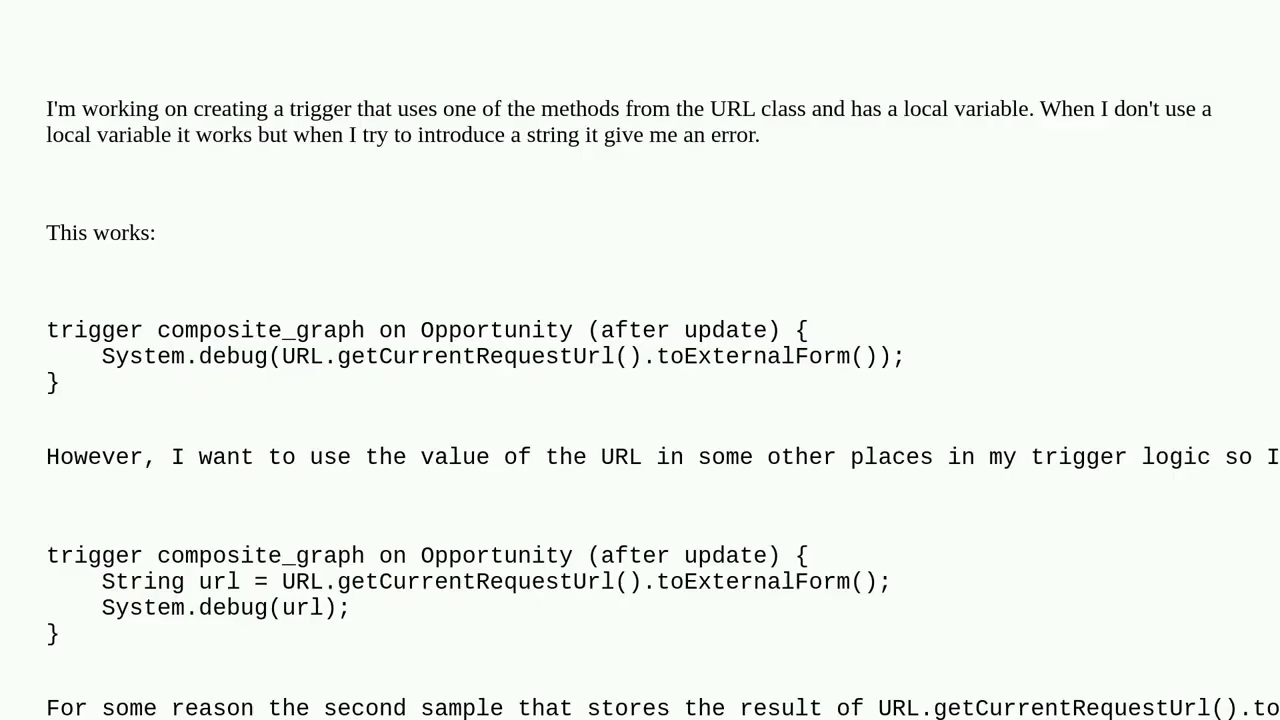 I'm working on creating a trigger that uses one of the methods from the URL class and has a local variable. When I don't use a
local variable it works but when I try to introduce a string it give me an error.
This works:
trigger composite_graph on Opportunity (after update) {
    System.debug(URL.getCurrentRequestUrl().toExternalForm());
}
However, I want to use the value of the URL in some other places in my trigger logic so I
trigger composite_graph on Opportunity (after update) {
    String url = URL.getCurrentRequestUrl().toExternalForm();
    System.debug(url);
}
For some reason the second sample that stores the result of URL.getCurrentRequestUrl().to